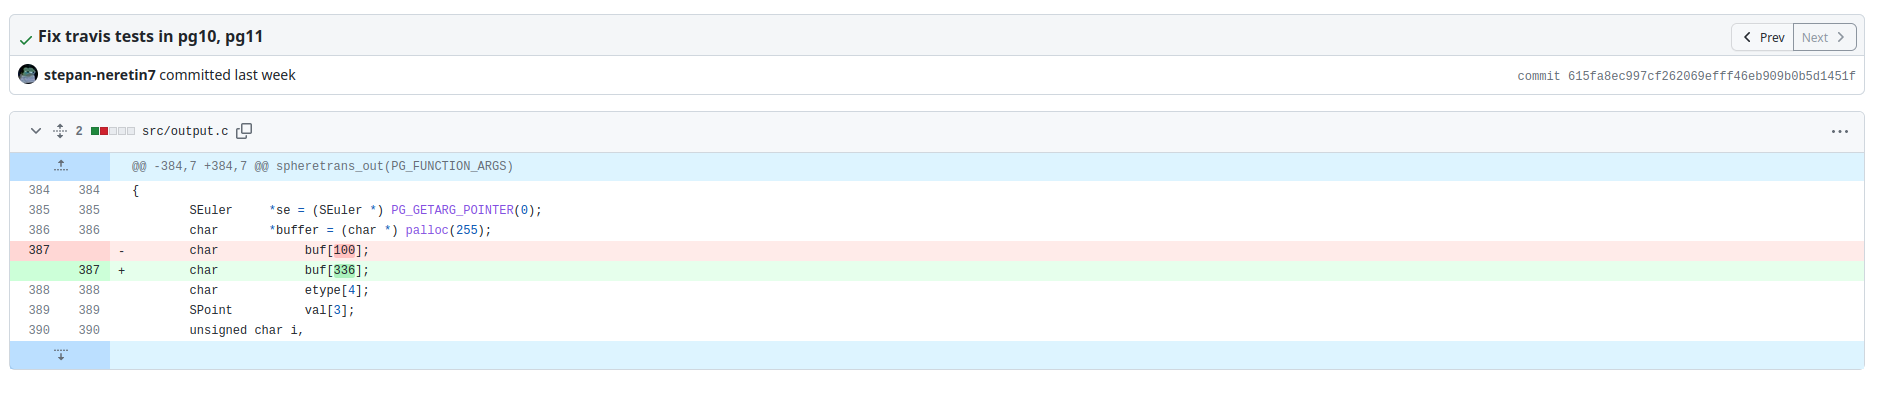 Fix travis tests in pg10, pg11
Prev Next
stepan-neretin7 committed last week
commit 615fa8ec997cf262069efff46eb909b0b5d1451f
2 src/output.c
@@ -384,7 +384,7 @@ spheretrans_out(PG_FUNCTION_ARGS)
384 384 {
385 385 SEuler *se = (SEuler *) PG_GETARG_POINTER(0);
386 386 char *buffer = (char *) palloc(255);
387 - char buf[100];
387 + char buf[336];
388 388 char etype[4];
389 389 SPoint val[3];
390 390 unsigned char i,